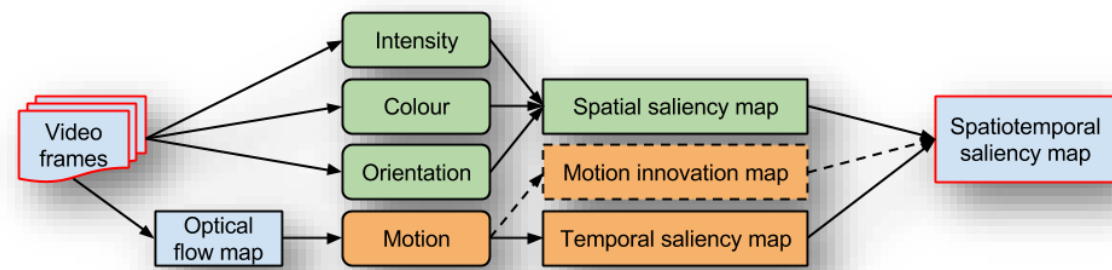 Intensity
Colour
Orientation
Video
frames
Optical
flow map
Motion
Spatial saliency map
Motion innovation map
Temporal saliency map
Spatiotemporal
saliency map